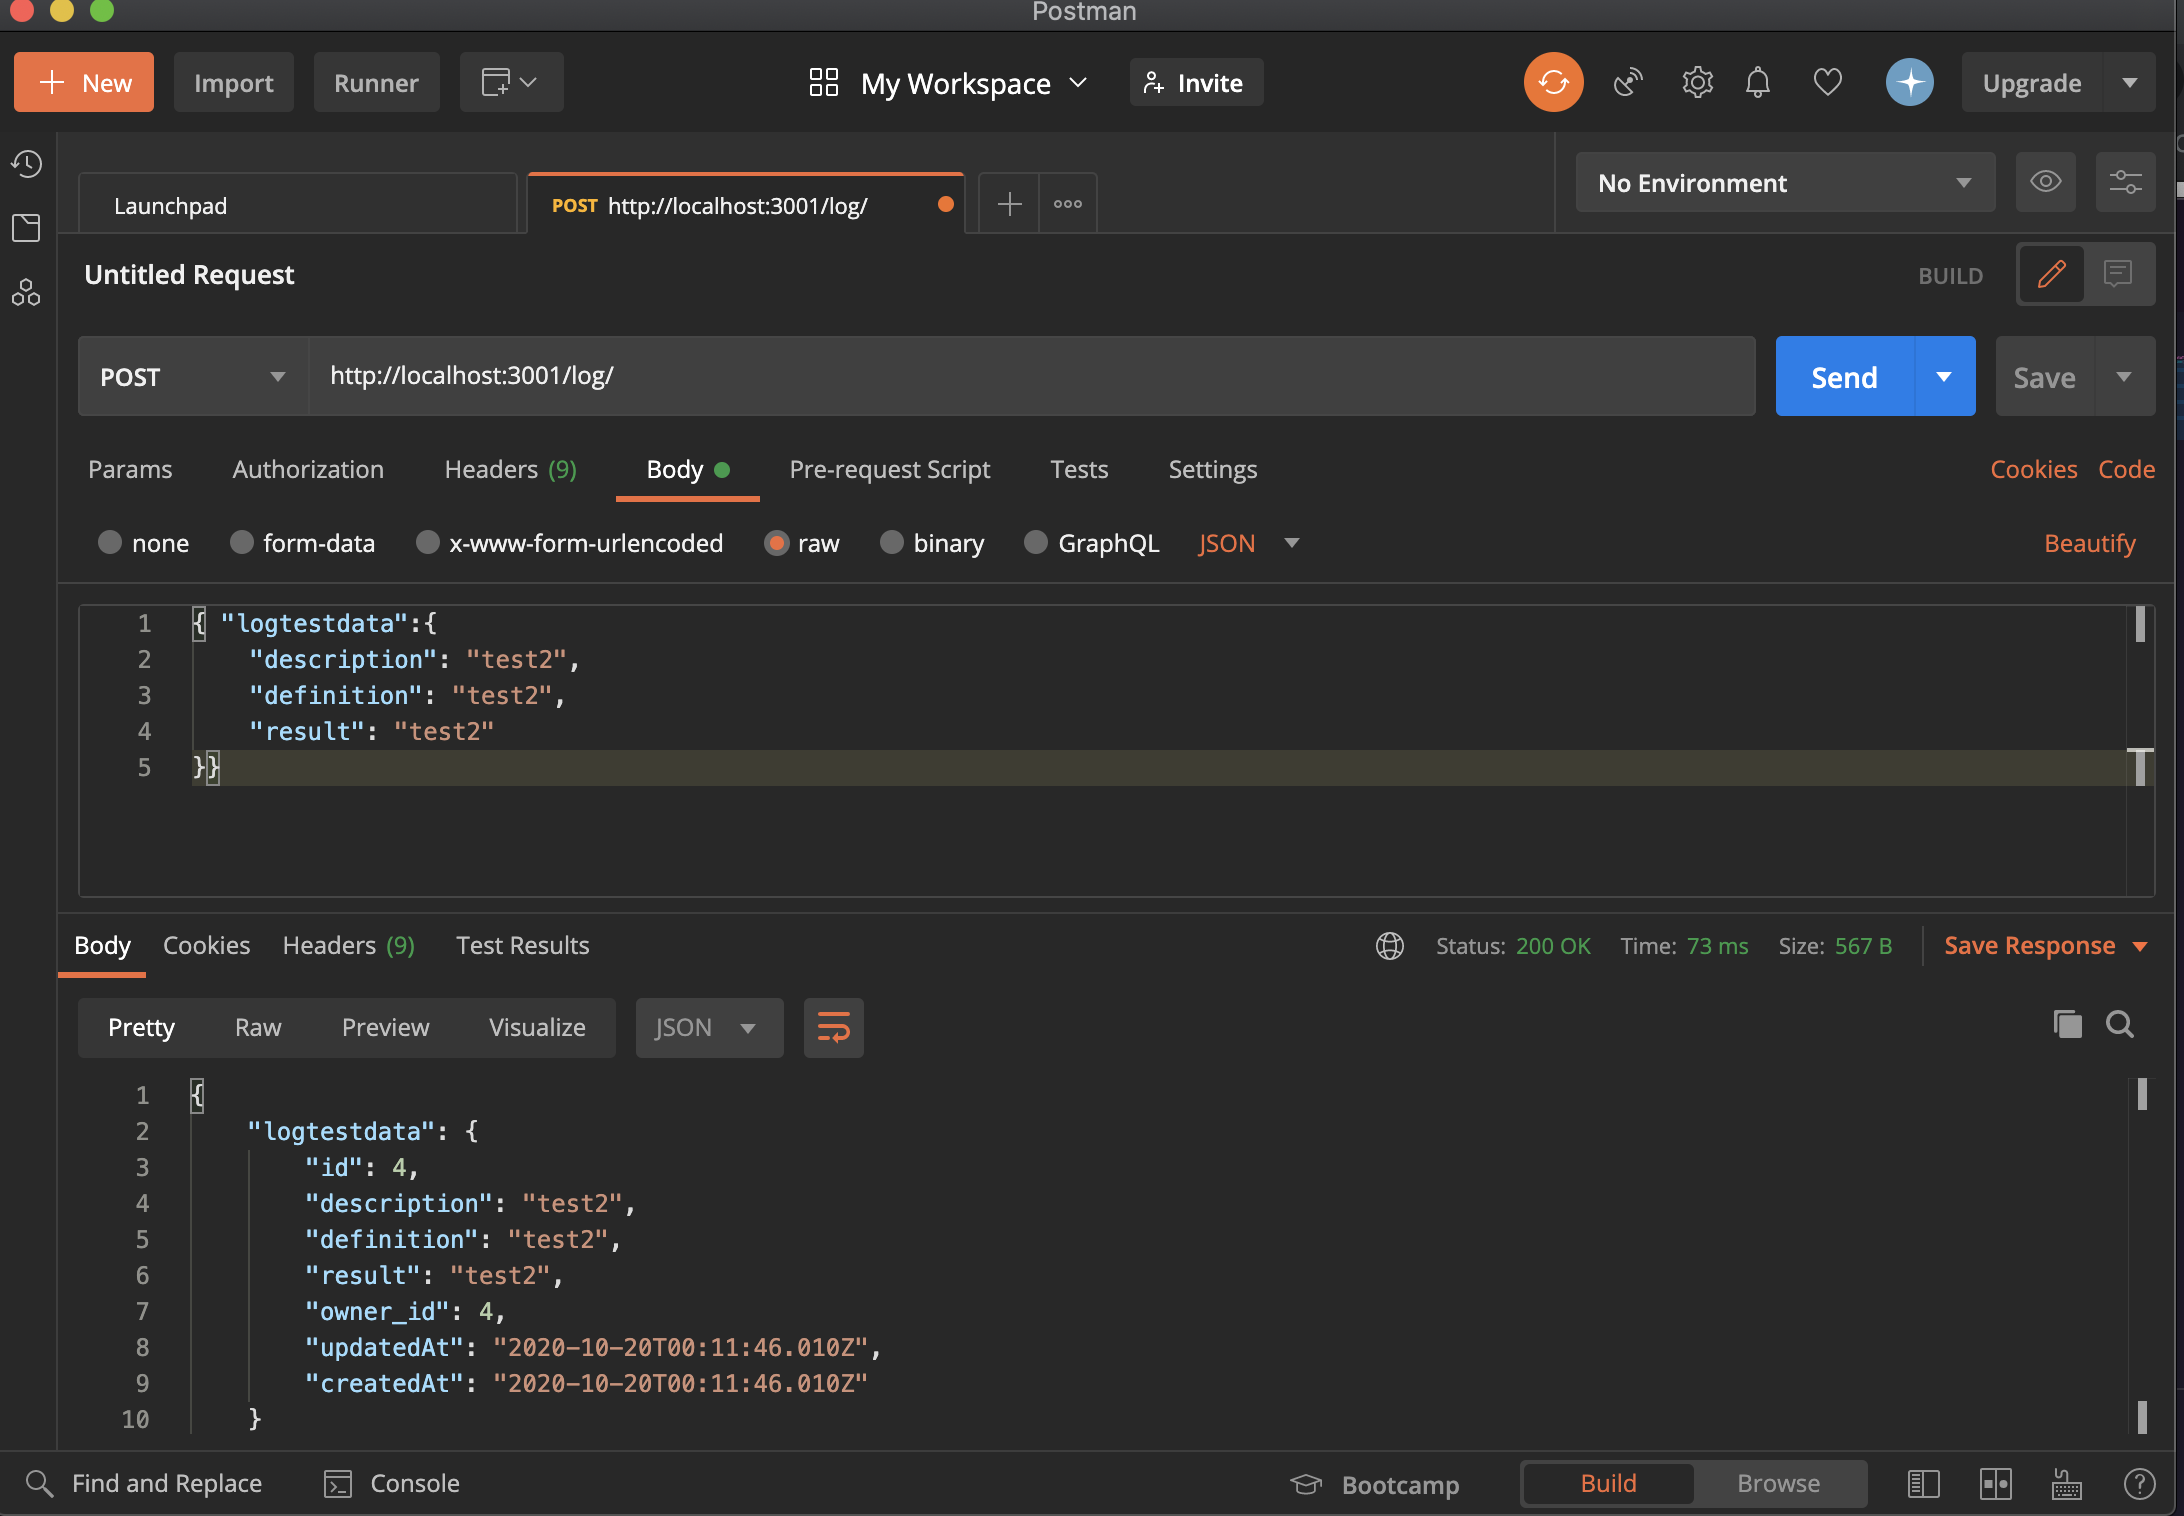 Postman
New Import Runner My Workspace Invite Upgrade
Launchpad POST http://localhost:3001/log/ No Environment
Untitled Request BUILD
POST http://localhost:3001/log/ Send Save
Params Authorization Headers (9) Body Pre-request Script Tests Settings Cookies Code
none form-data x-www-form-urlencoded raw binary GraphQL JSON Beautify
1 { "logtestdata":{
2 "description": "test2",
3 "definition": "test2",
4 "result": "test2"
5 }}
Body Cookies Headers (9) Test Results Status: 200 OK Time: 73 ms Size: 567 B Save Response
Pretty Raw Preview Visualize JSON
1 {
2 "logtestdata": {
3 "id": 4,
4 "description": "test2",
5 "definition": "test2",
6 "result": "test2",
7 "owner_id": 4,
8 "updatedAt": "2020-10-20T00:11:46.010Z",
9 "createdAt": "2020-10-20T00:11:46.010Z"
10 }
Find and Replace Console Bootcamp Build Browse